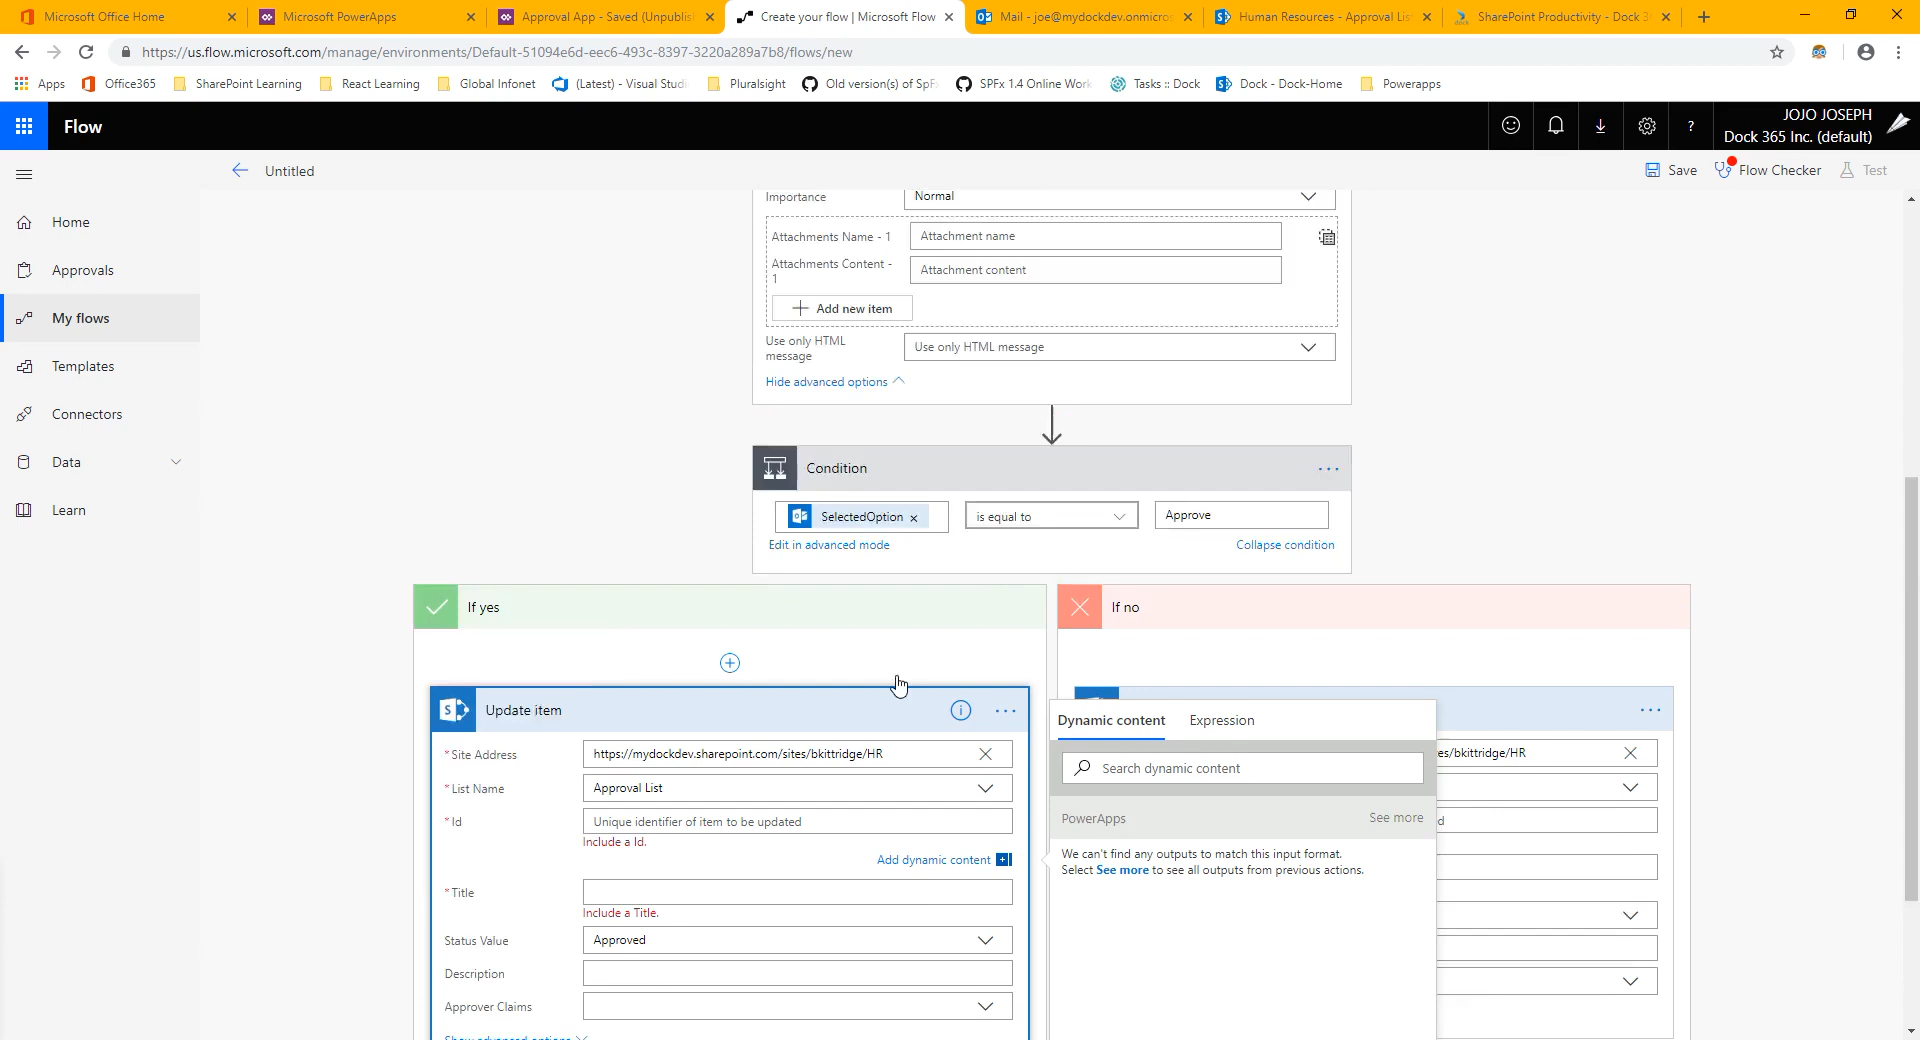 Microsoft Office Home
Microsoft PowerApps
Approval App - Saved (Unpublis
Create your flow | Microsoft Flow
Mail - joe@mydockdev.onmicros
Human Resources - Approval Lis
SharePoint Productivity - Dock 3
https://us.flow.microsoft.com/manage/environments/Default-51094e6d-eec6-493c-8397-3220a289a7b8/flows/new
Apps
Office365
SharePoint Learning
React Learning
Global Infonet
(Latest) - Visual Studi
Pluralsight
Old version(s) of SpFx
SPFx 1.4 Online Work
Tasks :: Dock
Dock - Dock-Home
Powerapps
Flow
?
JOJO JOSEPH
Dock 365 Inc. (default)
Untitled
Save
Flow Checker
Test
Home
Approvals
My flows
Templates
Connectors
Data
Learn
Importance
Normal
Attachments Name - 1
Attachment name
Attachments Content -
1
Attachment content
Add new item
Use only HTML
message
Use only HTML message
Hide advanced options
Condition
SelectedOption
is equal to
Approve
Edit in advanced mode
Collapse condition
If yes
If no
Update item
* Site Address
https://mydockdev.sharepoint.com/sites/bkittridge/HR
* List Name
Approval List
* Id
Unique identifier of item to be updated
Include a Id.
Add dynamic content
* Title
Include a Title.
Status Value
Approved
Description
Approver Claims
Show advanced options
Dynamic content
Expression
Search dynamic content
PowerApps
See more
We can't find any outputs to match this input format.
Select See more to see all outputs from previous actions.
es/bkittridge/HR
d